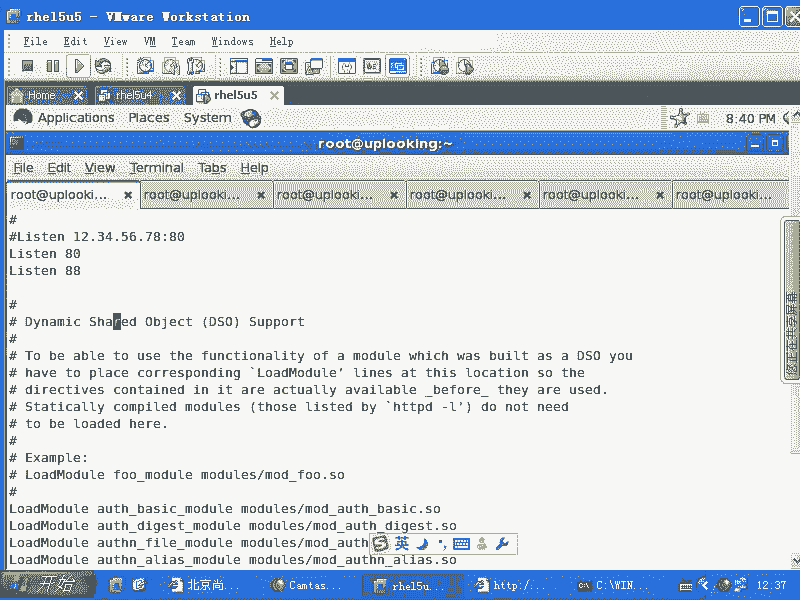 rhel5u5 - VMware Workstation
File Edit View VM Team Windows Help
Home rhel5u4 rhel5u5
Applications Places System 8:40 PM
root@uplooking:~
File Edit View Terminal Tabs Help
root@uplooki... root@uplooki... root@uplooki... root@uplooki... root@uplooki... root@uplooki...
#
#Listen 12.34.56.78:80
Listen 80
Listen 88
#
# Dynamic Shared Object (DSO) Support
#
# To be able to use the functionality of a module which was built as a DSO you
# have to place corresponding `LoadModule' lines at this location so the
# directives contained in it are actually available _before_ they are used.
# Statically compiled modules (those listed by `httpd -l') do not need
# to be loaded here.
#
# Example:
# LoadModule foo_module modules/mod_foo.so
#
LoadModule auth_basic_module modules/mod_auth_basic.so
LoadModule auth_digest_module modules/mod_auth_digest.so
LoadModule authn_file_module modules/mod_auth
英
LoadModule authn_alias_module modules/mod_authn_alias.so
您正在共享屏幕
开始 北京尚... Camtas... rhel5u... http:/... C:\WIN... 12:37